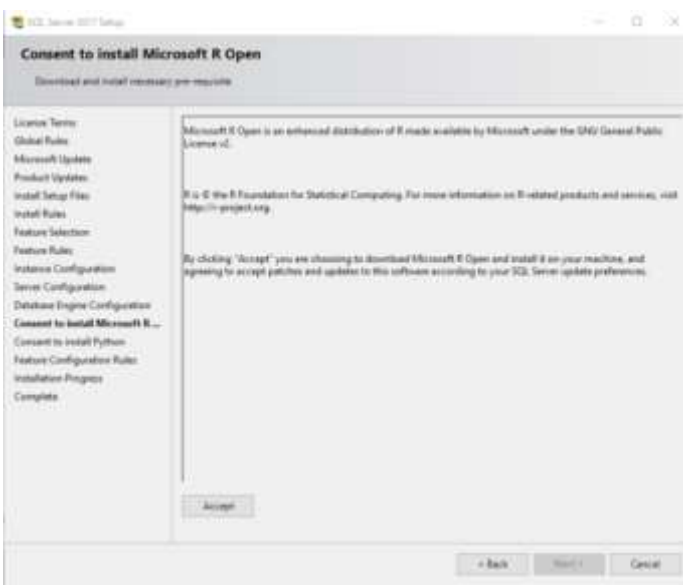 SQL Server 2017 Setup
Consent to install Microsoft R Open
Download and install necessary pre-requisite
License Terms
Global Rules
Microsoft Update
Product Updates
Install Setup Files
Install Rules
Feature Selection
Feature Rules
Instance Configuration
Server Configuration
Database Engine Configuration
Consent to install Microsoft R ...
Consent to install Python
Feature Configuration Rules
Installation Progress
Complete
Microsoft R Open is an enhanced distribution of R made available by Microsoft under the GNU General Public
License v2.
R is © the R Foundation for Statistical Computing. For more information on R-related products and services, visit
http://r-project.org.
By clicking "Accept" you are choosing to download Microsoft R Open and install it on your machine, and
agreeing to accept patches and updates to this software according to your SQL Server update preferences.
Accept
< Back
Next >
Cancel